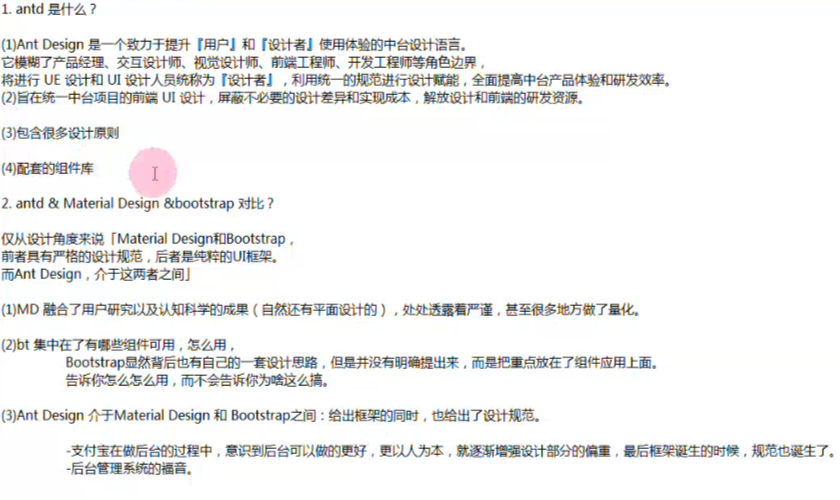 1. antd 是什么？
(1)Ant Design 是一个致力于提升『用户』和『设计者』使用体验的中台设计语言。
它模糊了产品经理、交互设计师、视觉设计师、前端工程师、开发工程师等角色边界，
将进行 UE 设计和 UI 设计人员统称为『设计者』，利用统一的规范进行设计赋能，全面提高中台产品体验和研发效率。
(2)旨在统一中台项目的前端 UI 设计，屏蔽不必要的设计差异和实现成本，解放设计和前端的研发资源。
(3)包含很多设计原则
(4)配套的组件库
2. antd & Material Design &bootstrap 对比？
仅从设计角度来说「Material Design和Bootstrap，
前者具有严格的设计规范，后者是纯粹的UI框架。
而Ant Design，介于这两者之间」
(1)MD 融合了用户研究以及认知科学的成果（自然还有平面设计的），处处透露着严谨，甚至很多地方做了量化。
(2)bt 集中在了有哪些组件可用，怎么用，
Bootstrap显然背后也有自己的一套设计思路，但是并没有明确提出来，而是把重点放在了组件应用上面。
告诉你怎么怎么用，而不会告诉你为啥这么搞。
(3)Ant Design 介于Material Design 和 Bootstrap之间：给出框架的同时，也给出了设计规范。
-支付宝在做后台的过程中，意识到后台可以做的更好，更以人为本，就逐渐增强设计部分的偏重，最后框架诞生的时候，规范也诞生了。
-后台管理系统的福音。